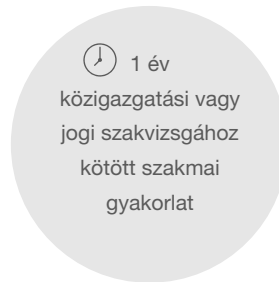 1 év
közigazgatási vagy
jogi szakvizsgához
kötött szakmai
gyakorlat